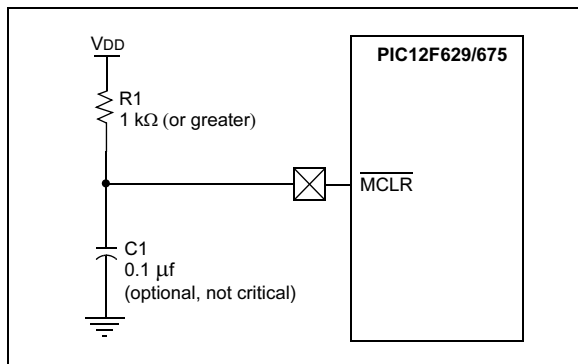 VDD
PIC12F629/675
R1
1 kΩ (or greater)
MCLR
C1
0.1 μf
(optional, not critical)